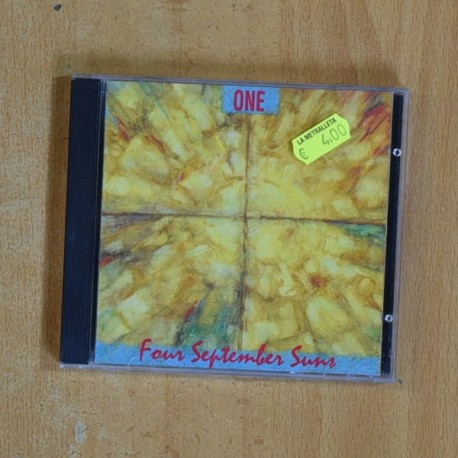 ONE
LA METRALLETA
€ 4,00
Four September Suns